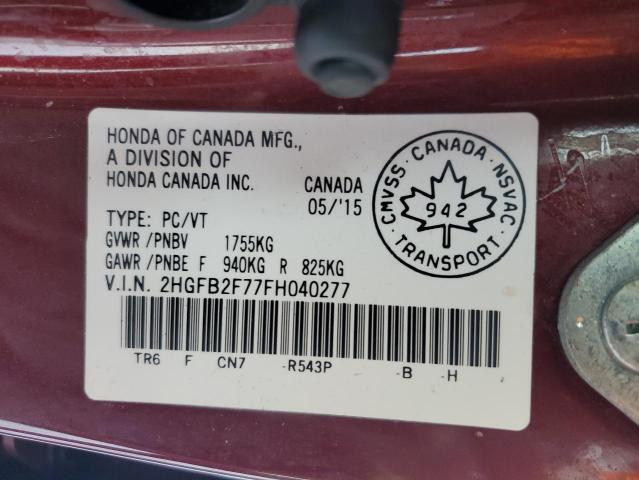 HONDA OF CANADA MFG.,
A DIVISION OF
HONDA CANADA INC.
CANADA
05/'15
TYPE: PC/VT
GVWR/PNBV 1755KG
GAWR/PNBE F 940KG R 825KG
V.I.N. 2HGFB2F77FH040277
TR6 F CN7 -R543P -B -H
CMVSS · CANADA · NSVAC
942
TRANSPORT